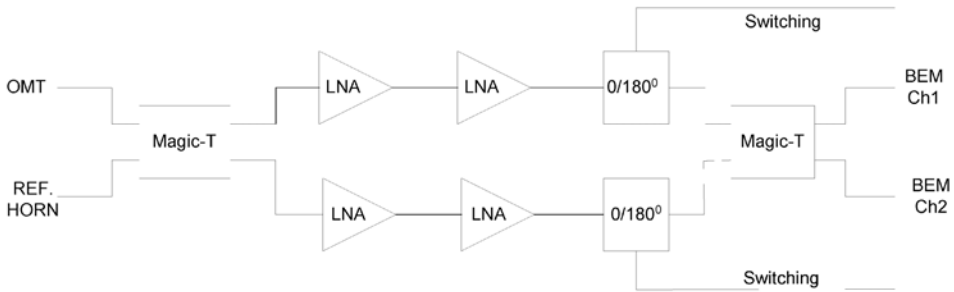 Switching
OMT
LNA
LNA
0/180⁰
BEM
Ch1
Magic-T
Magic-T
REF.
HORN
LNA
LNA
0/180⁰
BEM
Ch2
Switching